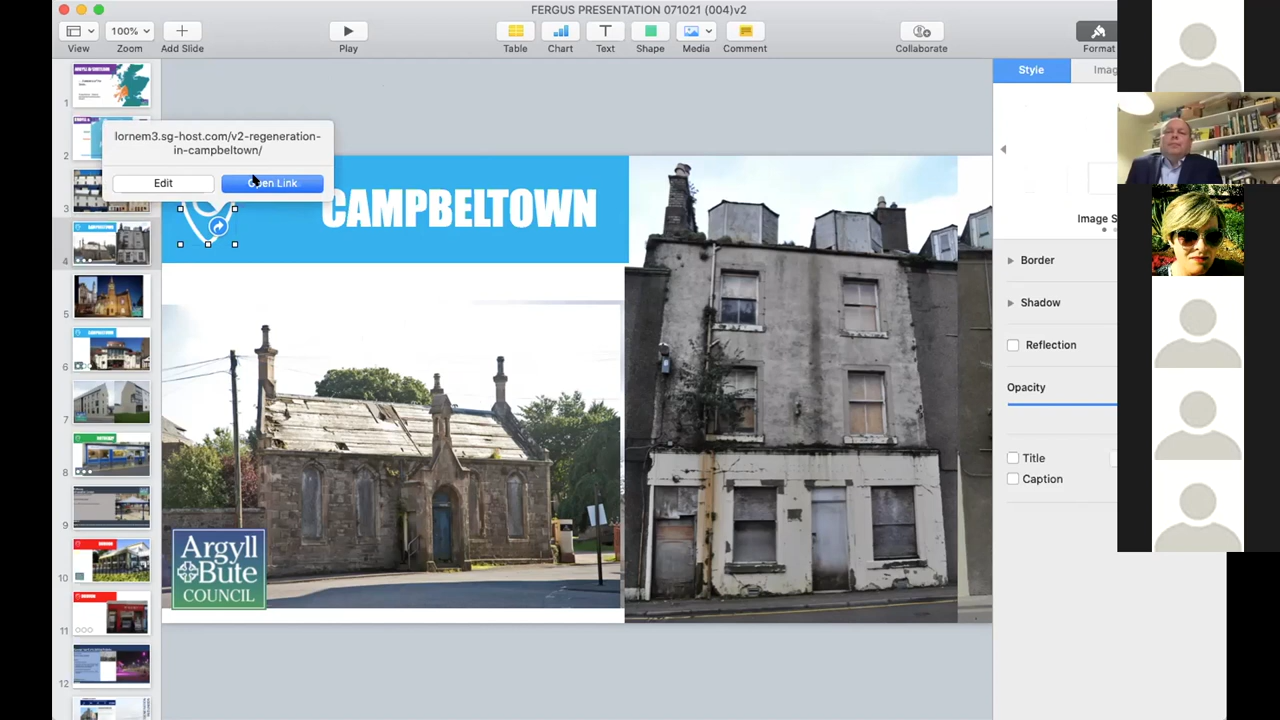 FERGUS PRESENTATION 071021 (004)v2
100%
View
Zoom
Add Slide
Play
Table
Chart
Text
Shape
Media
Comment
Collaborate
Format
Style
Imag
1
2
3
4
5
6
7
8
9
10
11
12
lornem3.sg-host.com/v2-regeneration-
in-campbeltown/
Edit
Open Link
CAMPBELTOWN
Argyll
&Bute
COUNCIL
Image S
Border
Shadow
Reflection
Opacity
Title
Caption